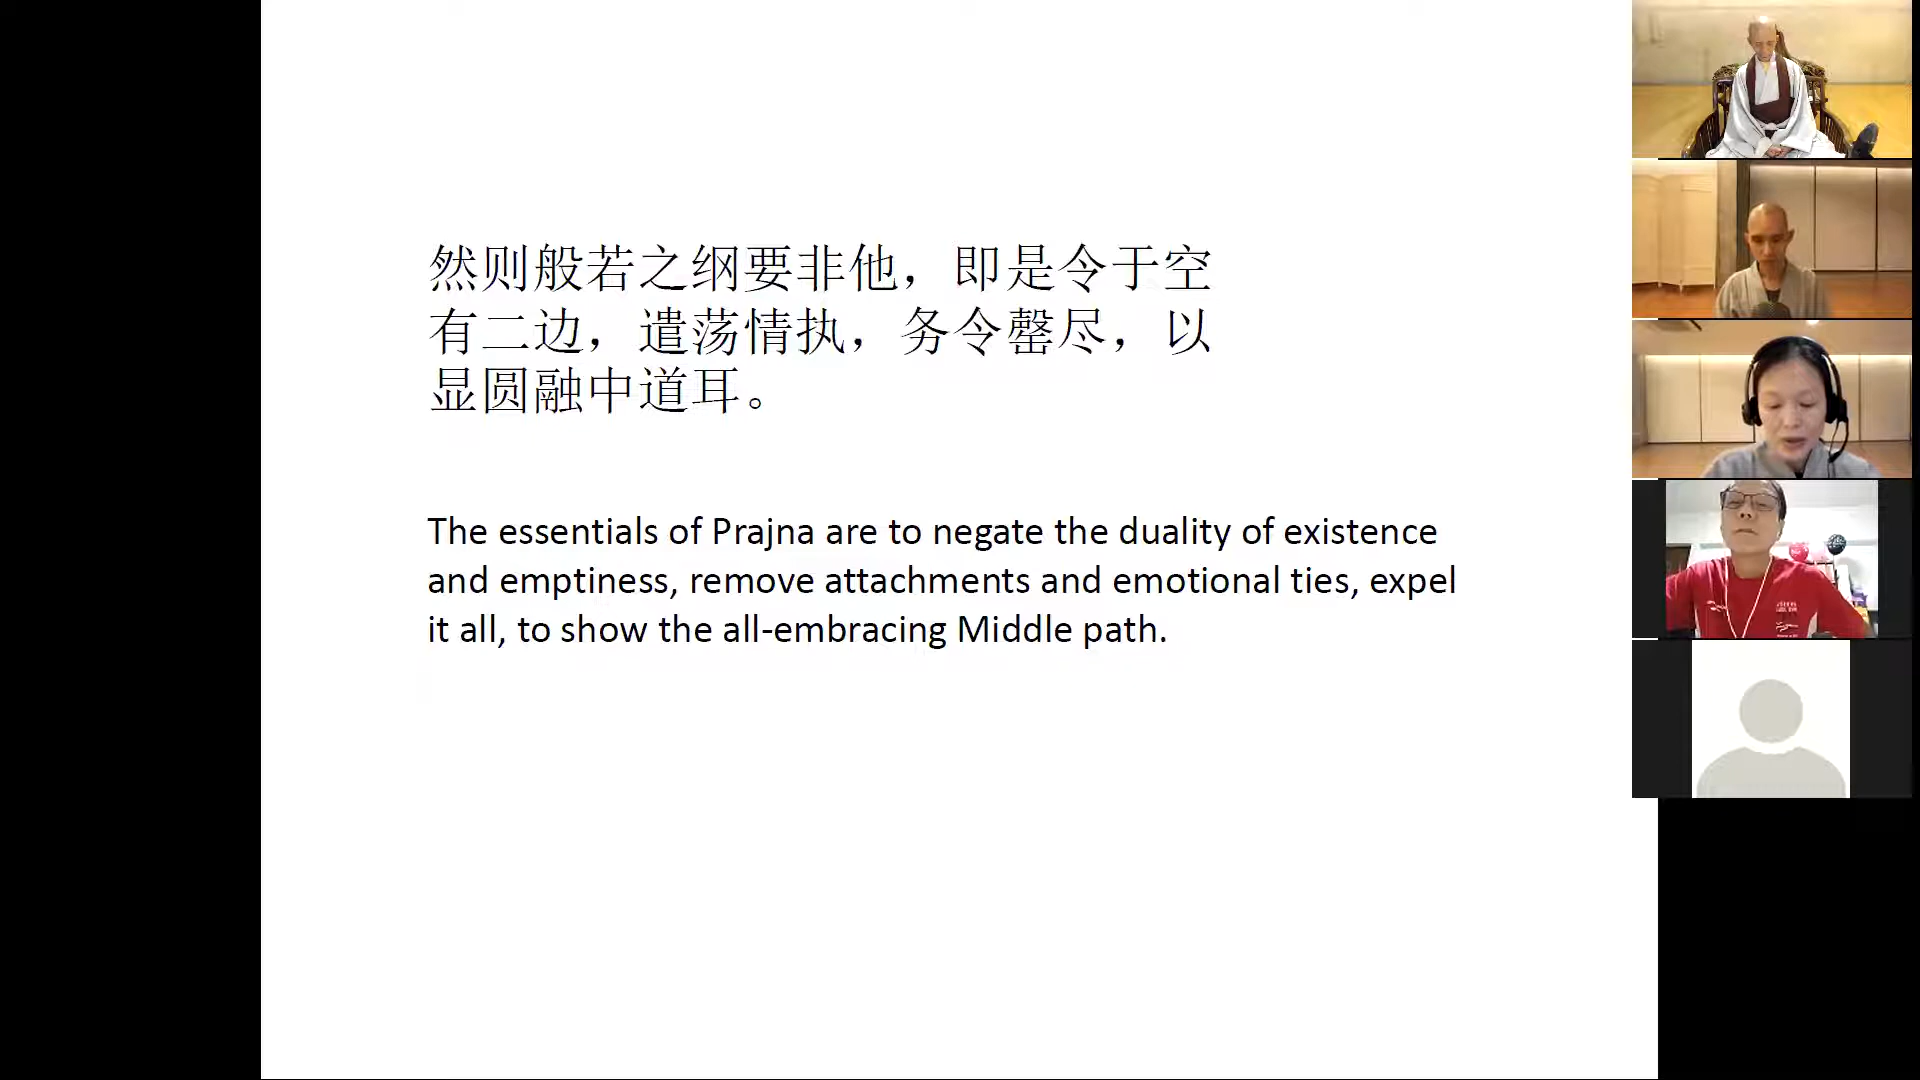 然则般若之纲要非他，即是令于空
有二边，遣荡情执，务令罄尽，以
显圆融中道耳。
The essentials of Prajna are to negate the duality of existence
and emptiness, remove attachments and emotional ties, expel
it all, to show the all-embracing Middle path.